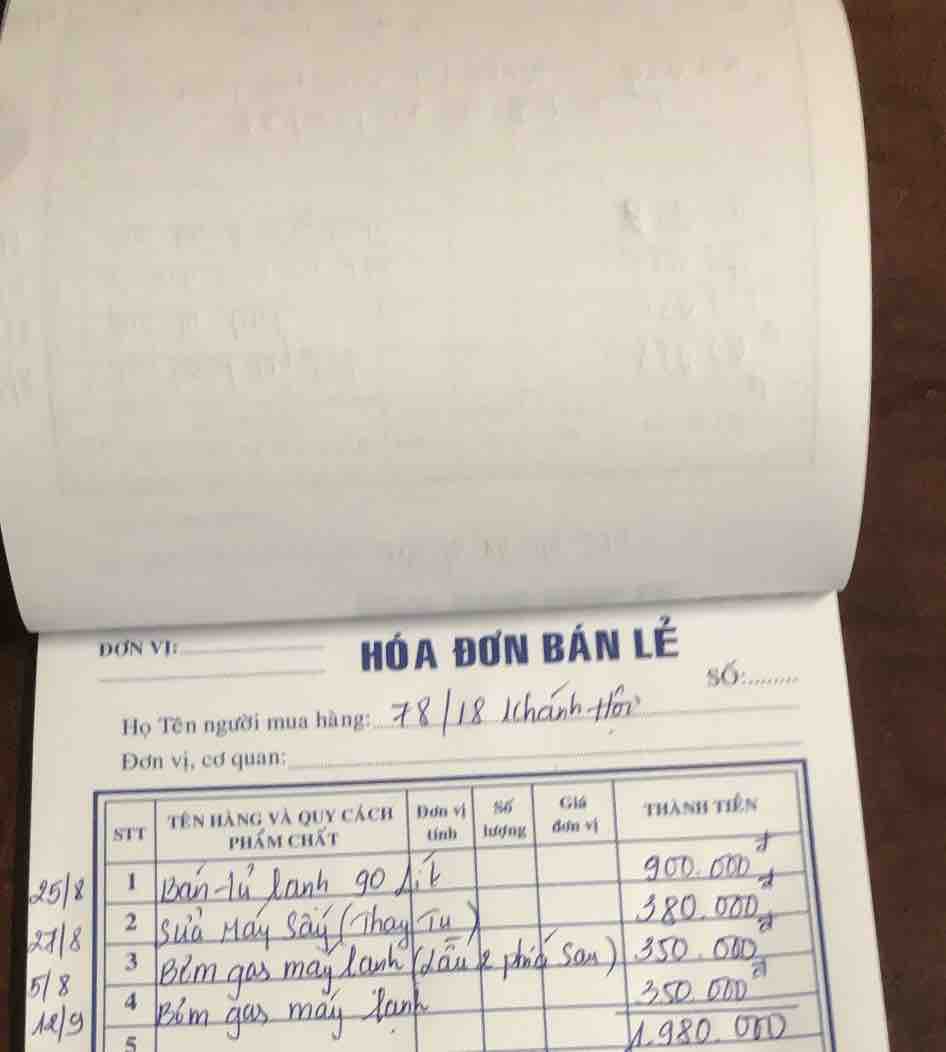 ĐƠN VỊ:
HÓA ĐƠN BÁN LẺ
SỐ:
Họ Tên người mua hàng: 78/18 Khánh Hội
Đơn vị, cơ quan:
STT TÊN HÀNG VÀ QUY CÁCH PHẨM CHẤT Đơn vị tính Số lượng Giá đơn vị THÀNH TIỀN
25/8 1 Bán tủ lạnh 90 lít 900.000đ
27/8 2 Sửa máy sấy (Thay Tụ) 380.000đ
5/8 3 Bơm gas máy lạnh (lầu 2 phía sau) 350.000đ
12/9 4 Bơm gas máy lạnh 350.000đ
5 1.980.000